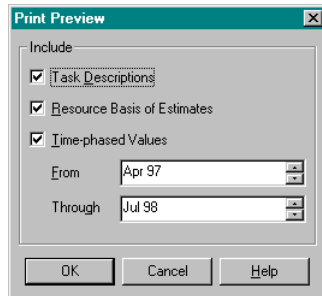 Print Preview
Include
Task Descriptions
Resource Basis of Estimates
Time-phased Values
From Apr 97
Through Jul 98
OK Cancel Help